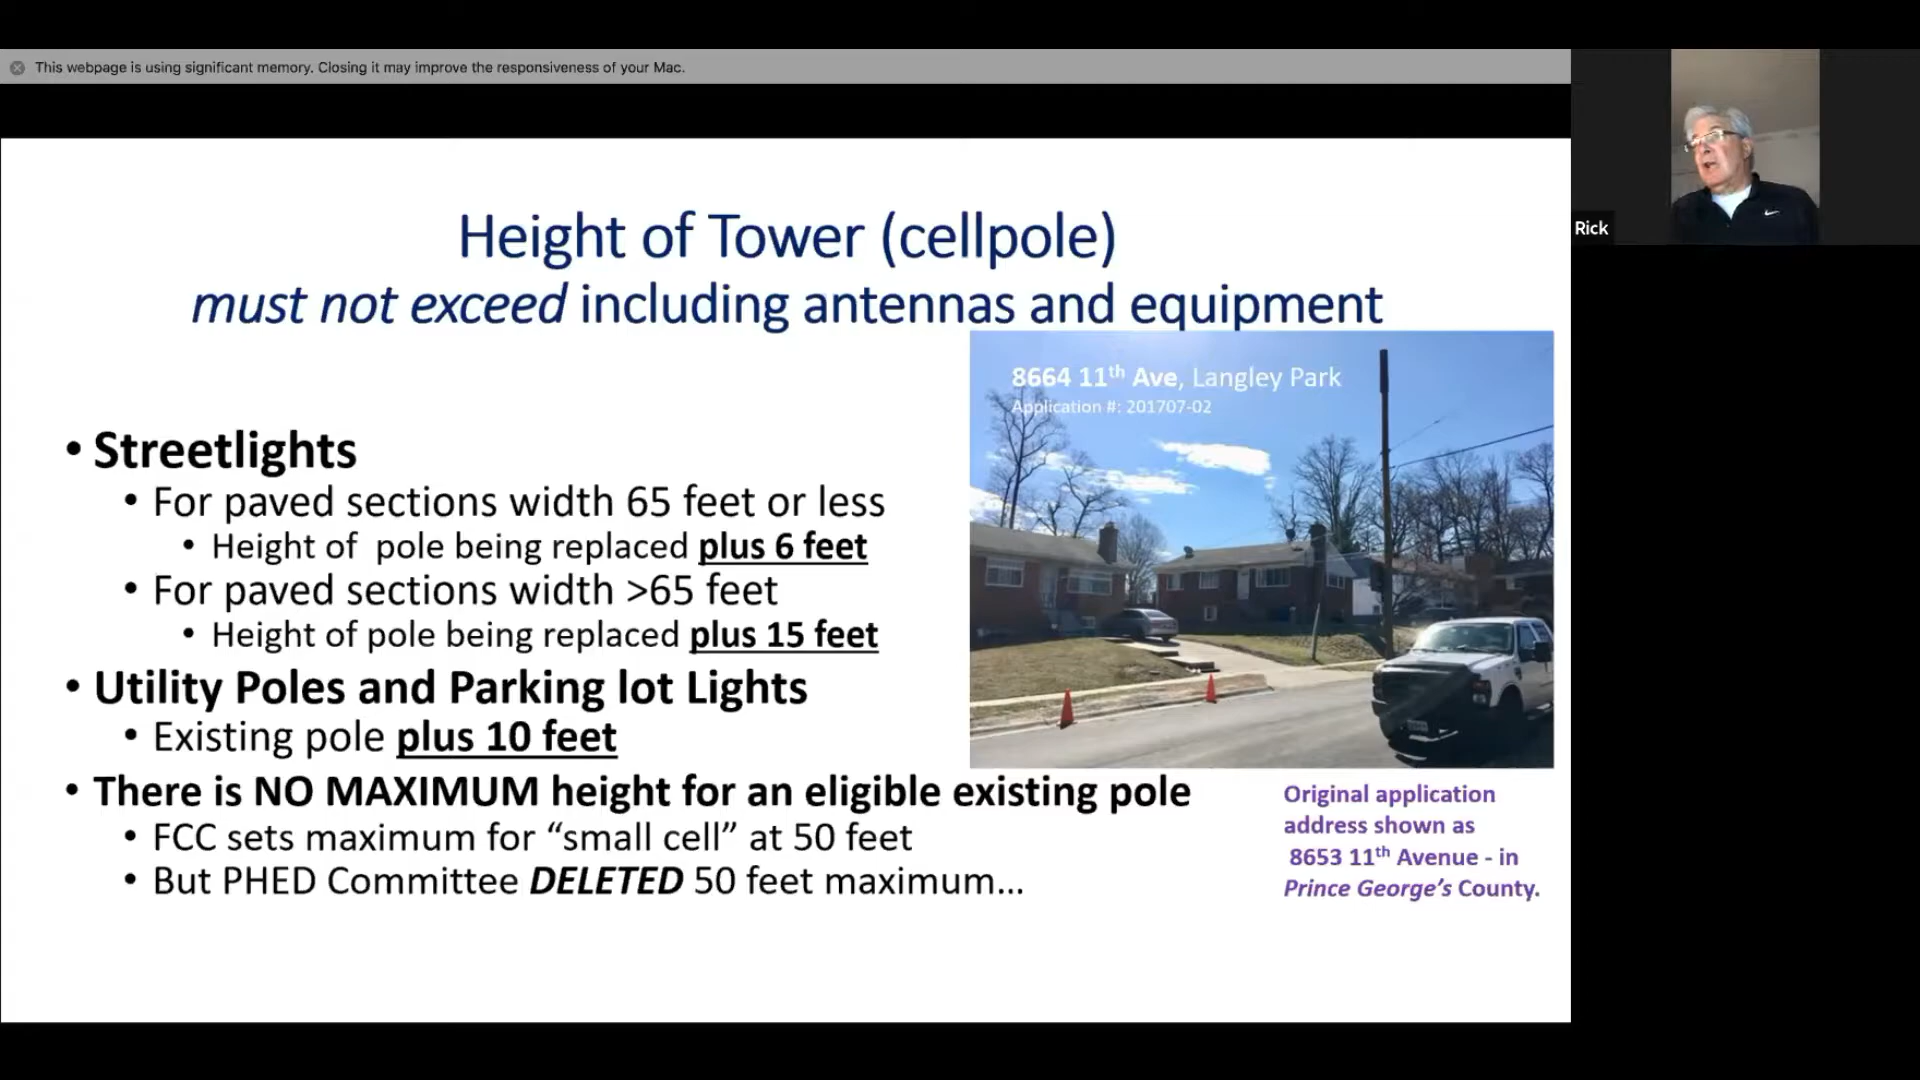 This webpage is using significant memory. Closing it may improve the responsiveness of your Mac.
Rick
Height of Tower (cellpole)
must not exceed including antennas and equipment
8664 11th Ave, Langley Park
Application #: 201707-02
• Streetlights
• For paved sections width 65 feet or less
• Height of pole being replaced plus 6 feet
• For paved sections width >65 feet
• Height of pole being replaced plus 15 feet
• Utility Poles and Parking lot Lights
• Existing pole plus 10 feet
• There is NO MAXIMUM height for an eligible existing pole
• FCC sets maximum for “small cell” at 50 feet
• But PHED Committee DELETED 50 feet maximum...
Original application
address shown as
8653 11th Avenue - in
Prince George’s County.